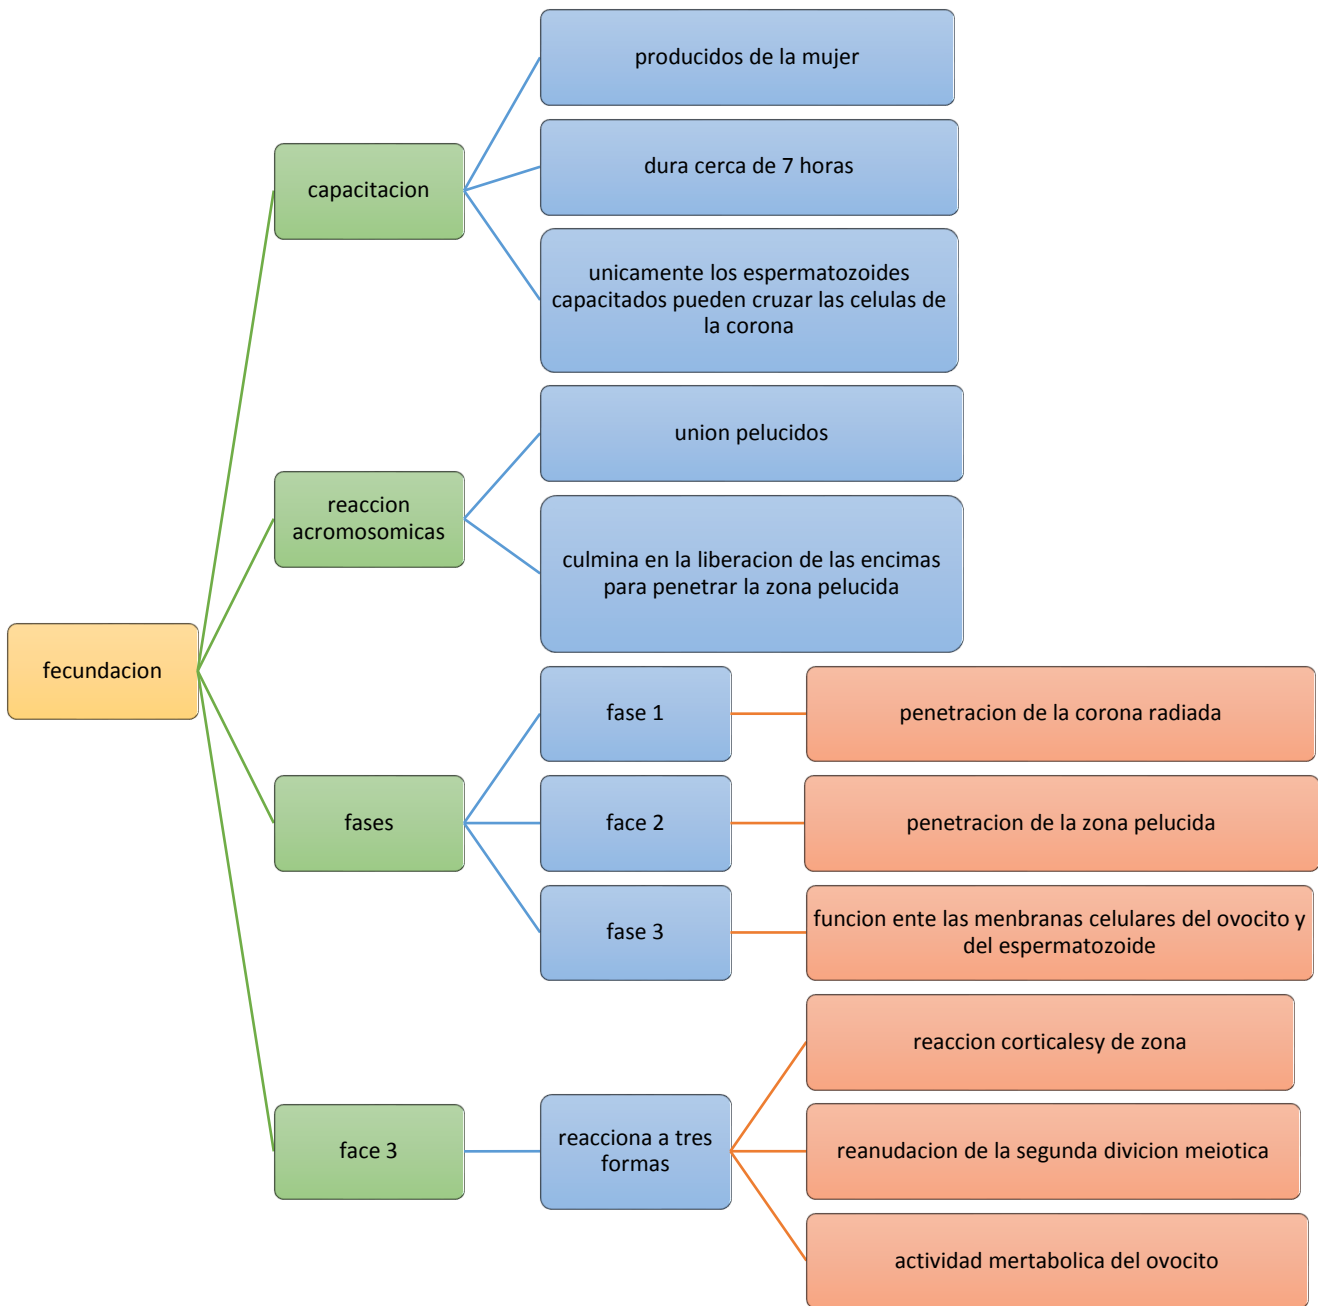 fecundacion
capacitacion
producidos de la mujer
dura cerca de 7 horas
unicamente los espermatozoides
capacitados pueden cruzar las celulas de
la corona
reaccion
acromosomicas
union pelucidos
culmina en la liberacion de las encimas
para penetrar la zona pelucida
fases
fase 1
penetracion de la corona radiada
face 2
penetracion de la zona pelucida
fase 3
funcion ente las menbranas celulares del ovocito y
del espermatozoide
face 3
reacciona a tres
formas
reaccion corticalesy de zona
reanudacion de la segunda divicion meiotica
actividad mertabolica del ovocito